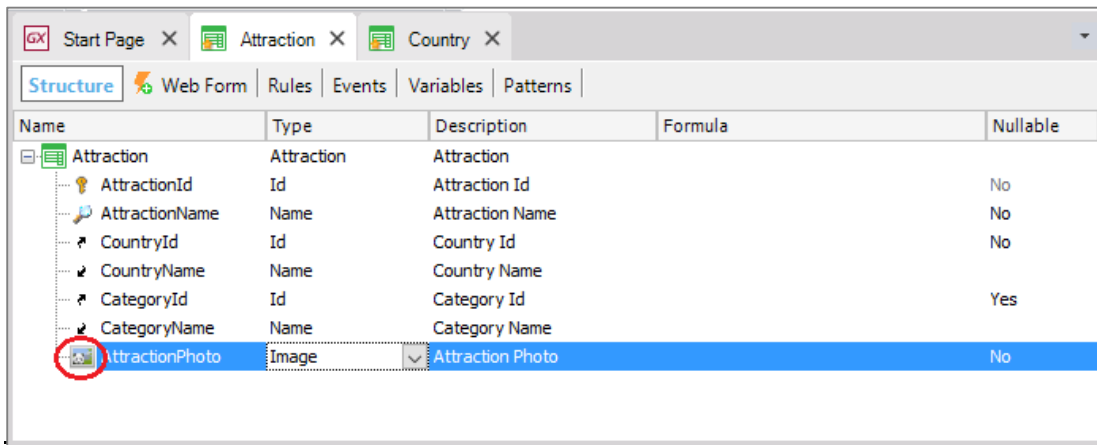 GX Start Page Attraction Country
Structure Web Form Rules Events Variables Patterns
Name Type Description Formula Nullable
Attraction Attraction Attraction
AttractionId Id Attraction Id No
AttractionName Name Attraction Name No
CountryId Id Country Id No
CountryName Name Country Name
CategoryId Id Category Id Yes
CategoryName Name Category Name
AttractionPhoto Image Attraction Photo No